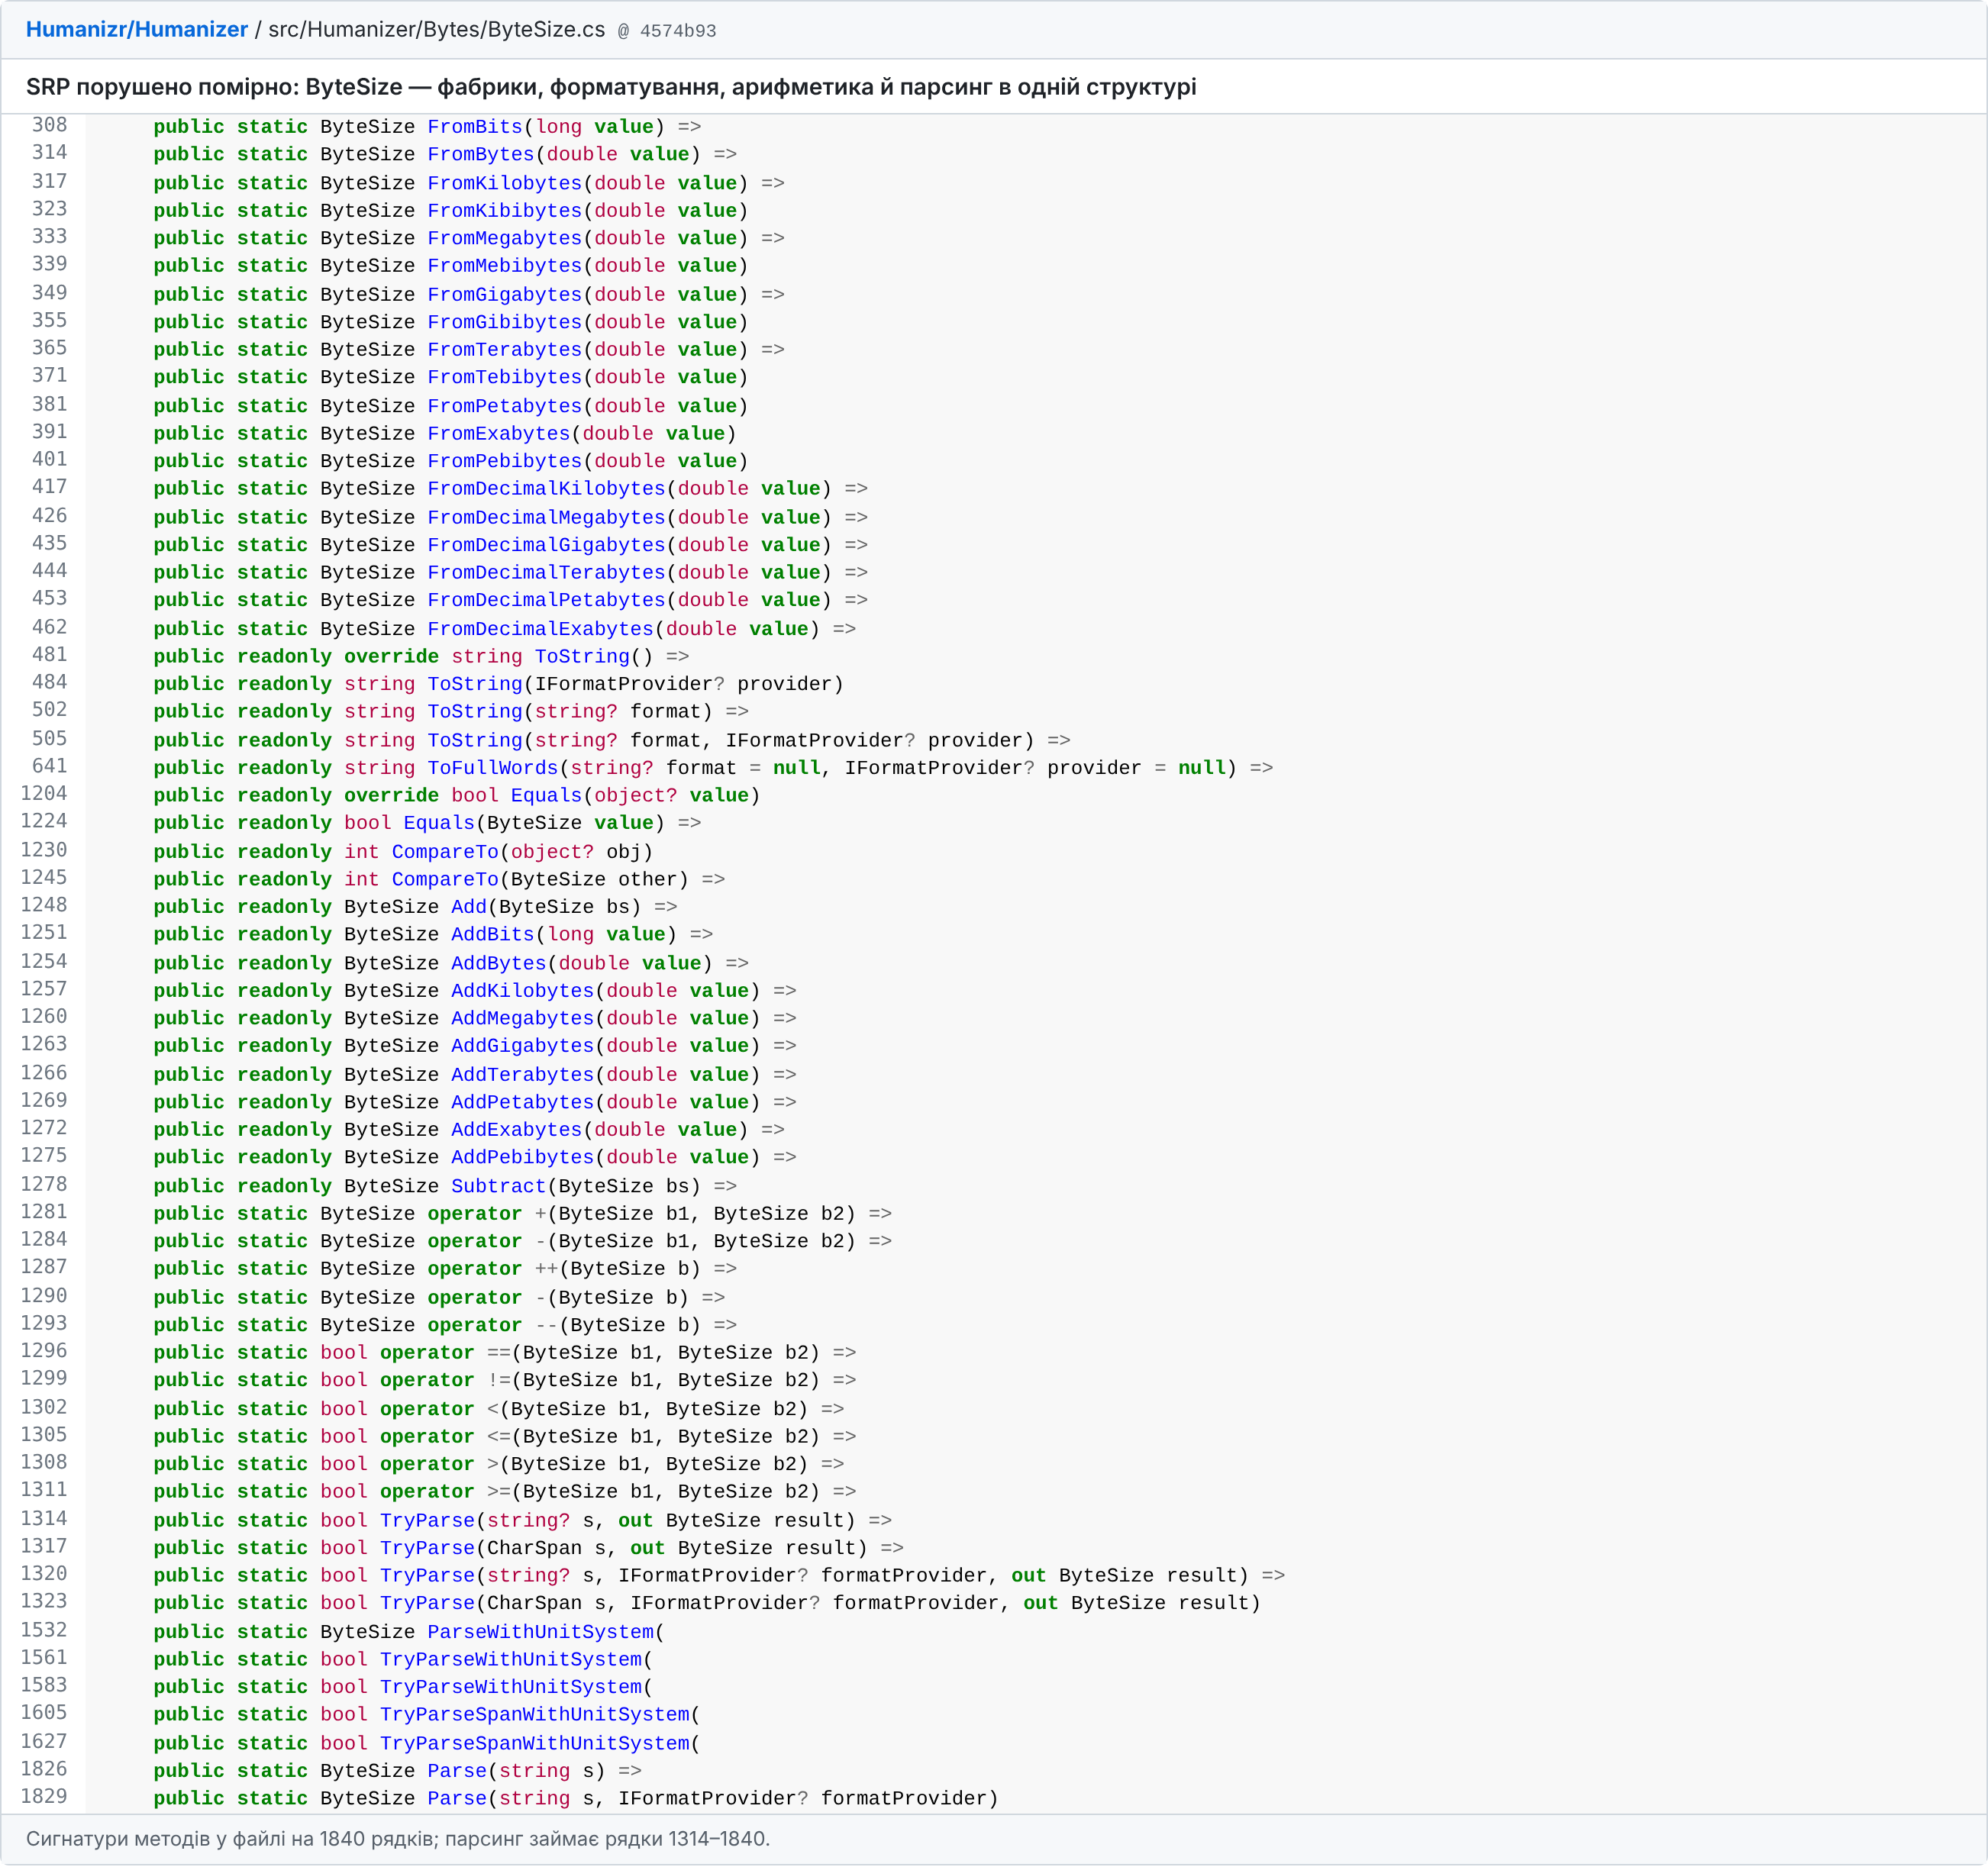 Humanizr/Humanizer / src/Humanizer/Bytes/ByteSize.cs @ 4574b93
SRP порушено помірно: ByteSize — фабрики, форматування, арифметика й парсинг в одній структурі
308 public static ByteSize FromBits(long value) =>
314 public static ByteSize FromBytes(double value) =>
317 public static ByteSize FromKilobytes(double value) =>
323 public static ByteSize FromKibibytes(double value)
333 public static ByteSize FromMegabytes(double value) =>
339 public static ByteSize FromMebibytes(double value)
349 public static ByteSize FromGigabytes(double value) =>
355 public static ByteSize FromGibibytes(double value)
365 public static ByteSize FromTerabytes(double value) =>
371 public static ByteSize FromTebibytes(double value)
381 public static ByteSize FromPetabytes(double value)
391 public static ByteSize FromExabytes(double value)
401 public static ByteSize FromPebibytes(double value)
417 public static ByteSize FromDecimalKilobytes(double value) =>
426 public static ByteSize FromDecimalMegabytes(double value) =>
435 public static ByteSize FromDecimalGigabytes(double value) =>
444 public static ByteSize FromDecimalTerabytes(double value) =>
453 public static ByteSize FromDecimalPetabytes(double value) =>
462 public static ByteSize FromDecimalExabytes(double value) =>
481 public readonly override string ToString() =>
484 public readonly string ToString(IFormatProvider? provider)
502 public readonly string ToString(string? format) =>
505 public readonly string ToString(string? format, IFormatProvider? provider) =>
641 public readonly string ToFullWords(string? format = null, IFormatProvider? provider = null) =>
1204 public readonly override bool Equals(object? value)
1224 public readonly bool Equals(ByteSize value) =>
1230 public readonly int CompareTo(object? obj)
1245 public readonly int CompareTo(ByteSize other) =>
1248 public readonly ByteSize Add(ByteSize bs) =>
1251 public readonly ByteSize AddBits(long value) =>
1254 public readonly ByteSize AddBytes(double value) =>
1257 public readonly ByteSize AddKilobytes(double value) =>
1260 public readonly ByteSize AddMegabytes(double value) =>
1263 public readonly ByteSize AddGigabytes(double value) =>
1266 public readonly ByteSize AddTerabytes(double value) =>
1269 public readonly ByteSize AddPetabytes(double value) =>
1272 public readonly ByteSize AddExabytes(double value) =>
1275 public readonly ByteSize AddPebibytes(double value) =>
1278 public readonly ByteSize Subtract(ByteSize bs) =>
1281 public static ByteSize operator +(ByteSize b1, ByteSize b2) =>
1284 public static ByteSize operator -(ByteSize b1, ByteSize b2) =>
1287 public static ByteSize operator ++(ByteSize b) =>
1290 public static ByteSize operator -(ByteSize b) =>
1293 public static ByteSize operator --(ByteSize b) =>
1296 public static bool operator ==(ByteSize b1, ByteSize b2) =>
1299 public static bool operator !=(ByteSize b1, ByteSize b2) =>
1302 public static bool operator <(ByteSize b1, ByteSize b2) =>
1305 public static bool operator <=(ByteSize b1, ByteSize b2) =>
1308 public static bool operator >(ByteSize b1, ByteSize b2) =>
1311 public static bool operator >=(ByteSize b1, ByteSize b2) =>
1314 public static bool TryParse(string? s, out ByteSize result) =>
1317 public static bool TryParse(CharSpan s, out ByteSize result) =>
1320 public static bool TryParse(string? s, IFormatProvider? formatProvider, out ByteSize result) =>
1323 public static bool TryParse(CharSpan s, IFormatProvider? formatProvider, out ByteSize result)
1532 public static ByteSize ParseWithUnitSystem(
1561 public static bool TryParseWithUnitSystem(
1583 public static bool TryParseWithUnitSystem(
1605 public static bool TryParseSpanWithUnitSystem(
1627 public static bool TryParseSpanWithUnitSystem(
1826 public static ByteSize Parse(string s) =>
1829 public static ByteSize Parse(string s, IFormatProvider? formatProvider)
Сигнатури методів у файлі на 1840 рядків; парсинг займає рядки 1314–1840.